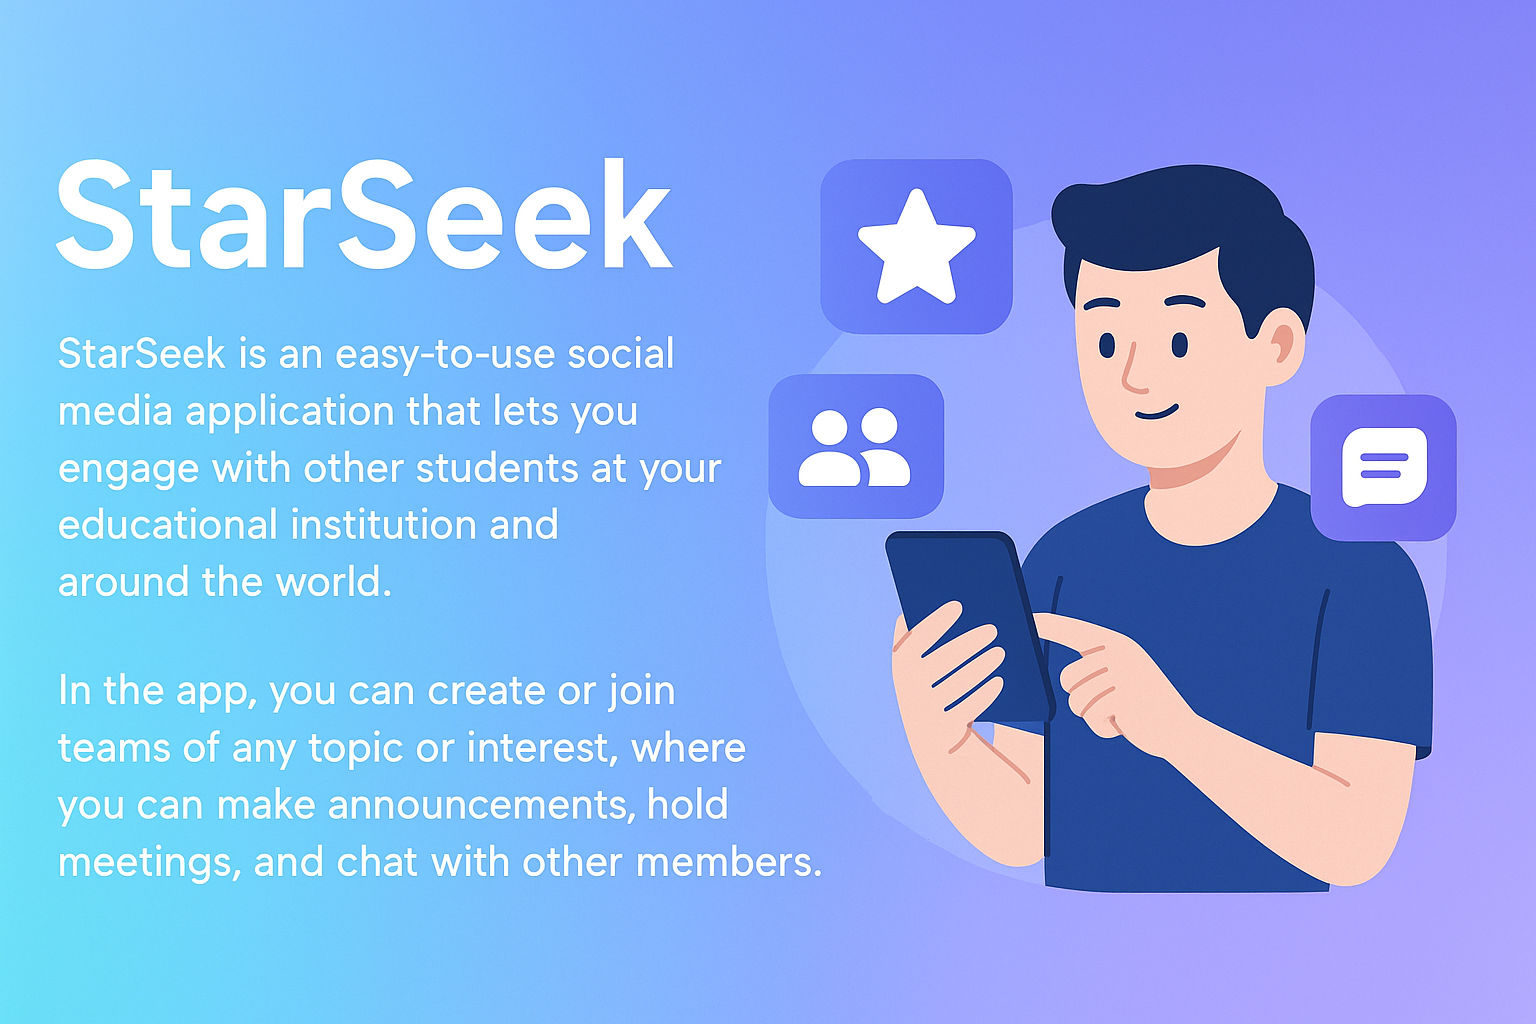 StarSeek
StarSeek is an easy-to-use social
media application that lets you
engage with other students at your
educational institution and
around the world.
In the app, you can create or join
teams of any topic or interest, where
you can make announcements, hold
meetings, and chat with other members.